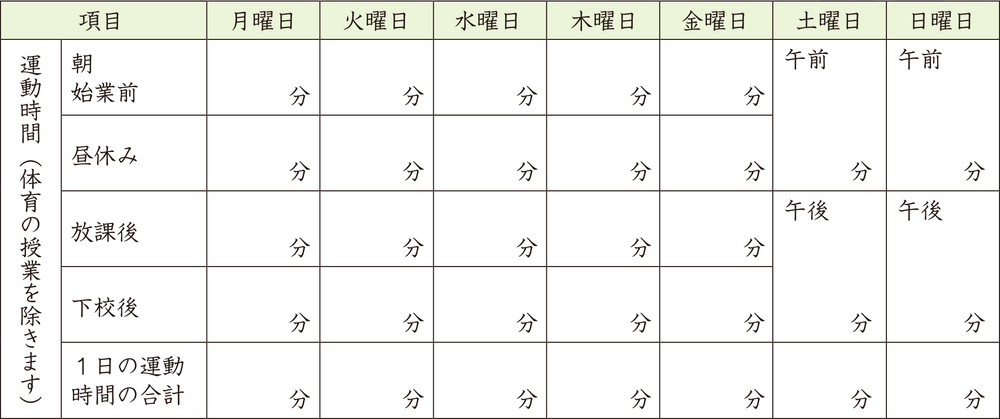 項目 月曜日 火曜日 水曜日 木曜日 金曜日 土曜日 日曜日
運動時間（体育の授業を除きます）
朝 午前 午前
始業前 分 分 分 分 分
昼休み 分 分 分 分 分 分 分
放課後 分 分 分 分 分 午後 午後
下校後 分 分 分 分 分 分 分
１日の運動
時間の合計 分 分 分 分 分 分 分